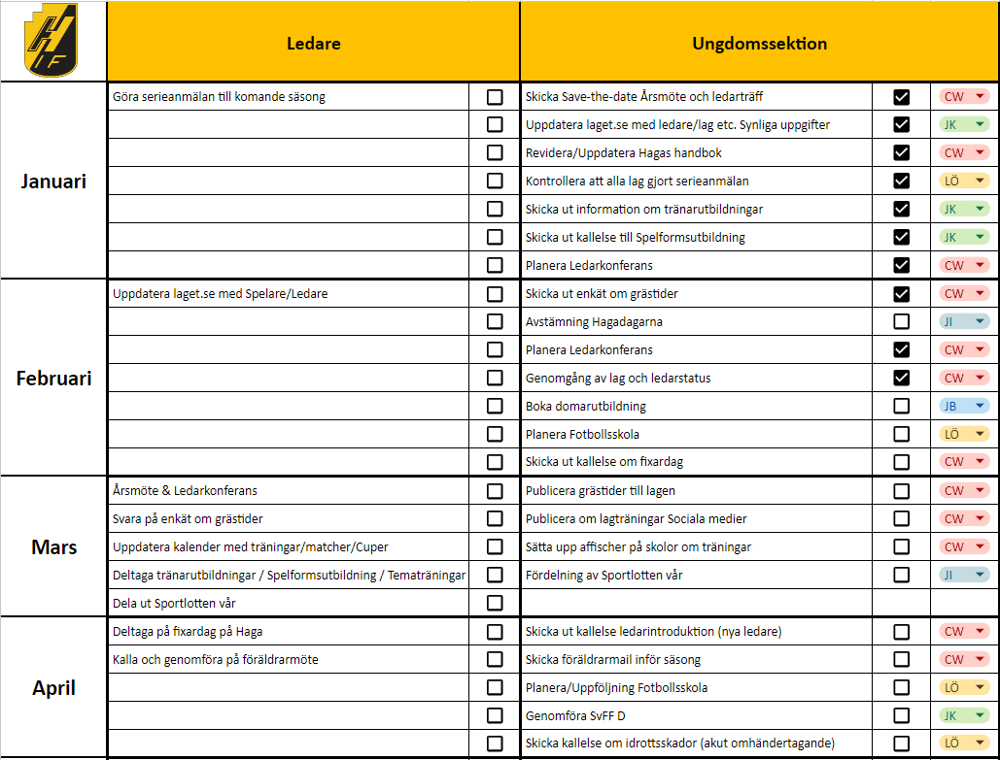 HIF
Ledare Ungdomssektion
Januari
Göra serieanmälan till komande säsong Skicka Save-the-date Årsmöte och ledarträff CW
Uppdatera laget.se med ledare/lag etc. Synliga uppgifter JK
Revidera/Uppdatera Hagas handbok CW
Kontrollera att alla lag gjort serieanmälan LÖ
Skicka ut information om tränarutbildningar JK
Skicka ut kallelse till Spelformsutbildning JK
Planera Ledarkonferans CW
Februari
Uppdatera laget.se med Spelare/Ledare Skicka ut enkät om grästider CW
Avstämning Hagadagarna JI
Planera Ledarkonferans CW
Genomgång av lag och ledarstatus CW
Boka domarutbildning JB
Planera Fotbollsskola LÖ
Skicka ut kallelse om fixardag CW
Mars
Årsmöte & Ledarkonferans Publicera grästider till lagen CW
Svara på enkät om grästider Publicera om lagträningar Sociala medier CW
Uppdatera kalender med träningar/matcher/Cuper Sätta upp affischer på skolor om träningar CW
Deltaga tränarutbildningar / Spelformsutbildning / Tematräningar Fördelning av Sportlotten vår JI
Dela ut Sportlotten vår
April
Deltaga på fixardag på Haga Skicka ut kallelse ledarintroduktion (nya ledare) CW
Kalla och genomföra på föräldrarmöte Skicka föräldrarmail inför säsong CW
Planera/Uppföljning Fotbollsskola LÖ
Genomföra SvFF D JK
Skicka kallelse om idrottsskador (akut omhändertagande) LÖ